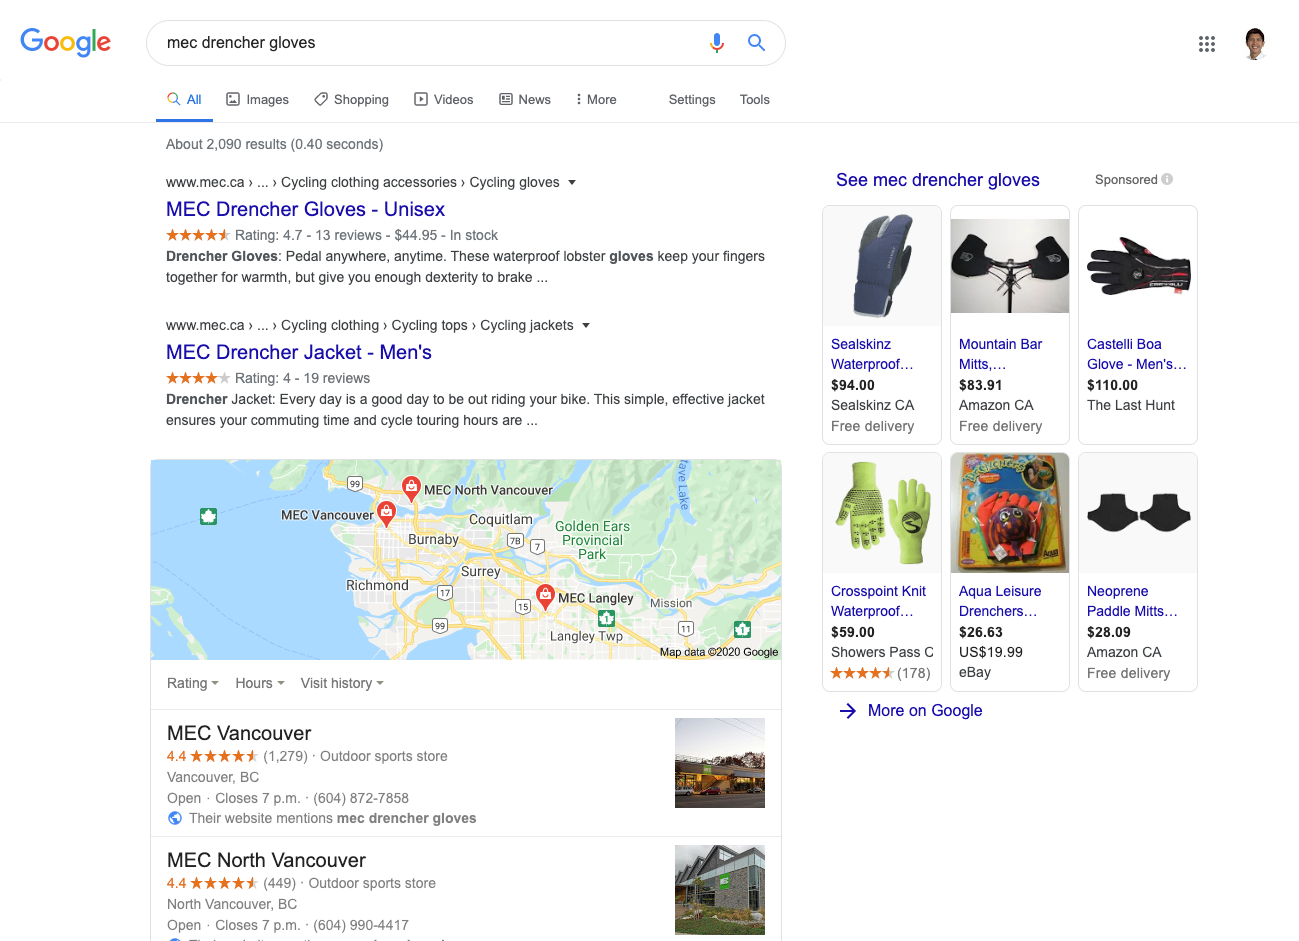 Google
mec drencher gloves
All
Images
Shopping
Videos
News
More
Settings
Tools
About 2,090 results (0.40 seconds)
www.mec.ca › ... › Cycling clothing accessories › Cycling gloves
MEC Drencher Gloves - Unisex
Rating: 4.7 - 13 reviews - $44.95 - In stock
Drencher Gloves: Pedal anywhere, anytime. These waterproof lobster gloves keep your fingers
together for warmth, but give you enough dexterity to brake ...
www.mec.ca › ... › Cycling clothing › Cycling tops › Cycling jackets
MEC Drencher Jacket - Men's
Rating: 4 - 19 reviews
Drencher Jacket: Every day is a good day to be out riding your bike. This simple, effective jacket
ensures your commuting time and cycle touring hours are ...
99
MEC North Vancouver
MEC Vancouver
Coquitlam
Golden Ears
Provincial
Park
Burnaby
78
7
Surrey
Richmond
17
15
MEC Langley
Mission
1
99
11
1
Langley Twp
Map data ©2020 Google
Rating
Hours
Visit history
MEC Vancouver
4.4 (1,279) · Outdoor sports store
Vancouver, BC
Open · Closes 7 p.m. · (604) 872-7858
Their website mentions mec drencher gloves
MEC North Vancouver
4.4 (449) · Outdoor sports store
North Vancouver, BC
Open · Closes 7 p.m. · (604) 990-4417
See mec drencher gloves
Sponsored
Sealskinz
Waterproof…
$94.00
Sealskinz CA
Free delivery
Mountain Bar
Mitts,…
$83.91
Amazon CA
Free delivery
Castelli Boa
Glove - Men's…
$110.00
The Last Hunt
Crosspoint Knit
Waterproof…
$59.00
Showers Pass C
(178)
Aqua Leisure
Drenchers…
$26.63
US$19.99
eBay
Neoprene
Paddle Mitts…
$28.09
Amazon CA
Free delivery
More on Google